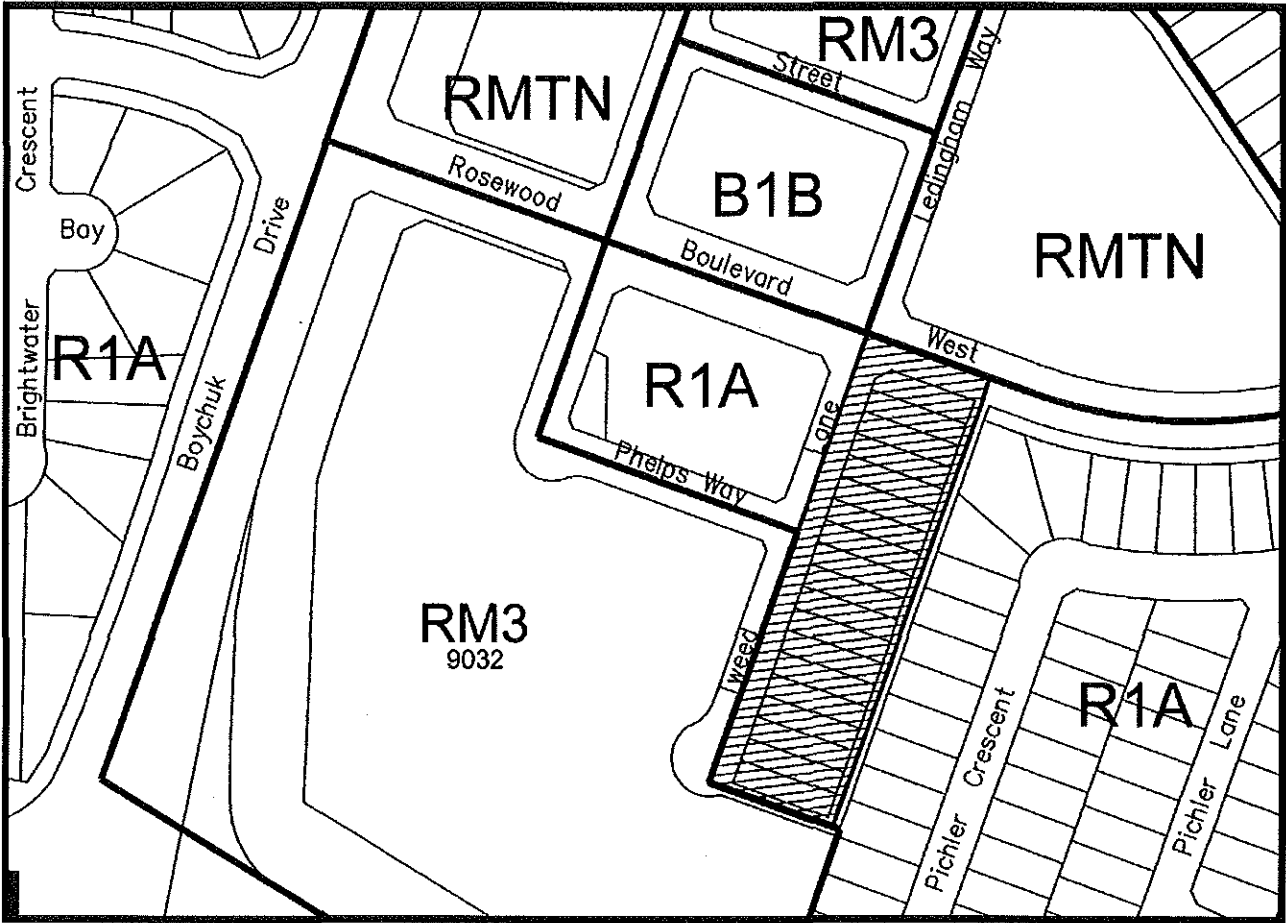 RM3
Street
Way
Crescent
RMTN
Ledingham
Rosewood
B1B
Bay
Drive
RMTN
Boulevard
Brightwater
R1A
West
R1A
Boychuk
Lane
Phelps Way
RM3
9032
weed
R1A
Pichler Crescent
Pichler Lane